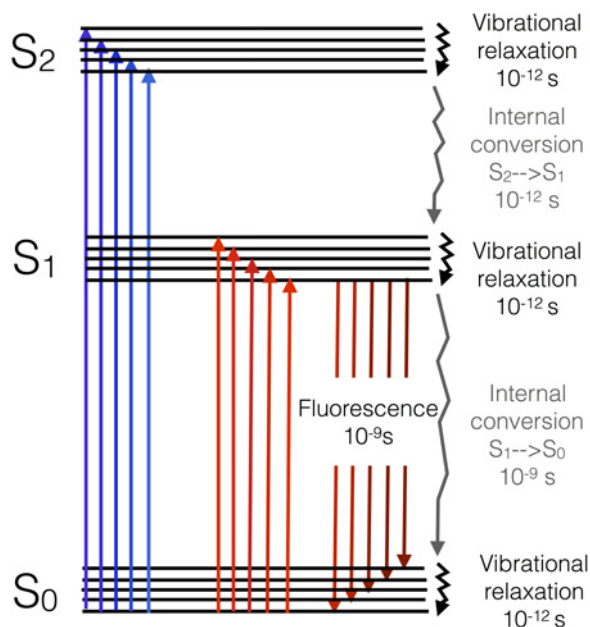 S₂
Vibrational
relaxation
10⁻¹² s
Internal
conversion
S₂-->S₁
10⁻¹² s
S₁
Vibrational
relaxation
10⁻¹² s
Fluorescence
10⁻⁹s
Internal
conversion
S₁-->S₀
10⁻⁹ s
S₀
Vibrational
relaxation
10⁻¹² s